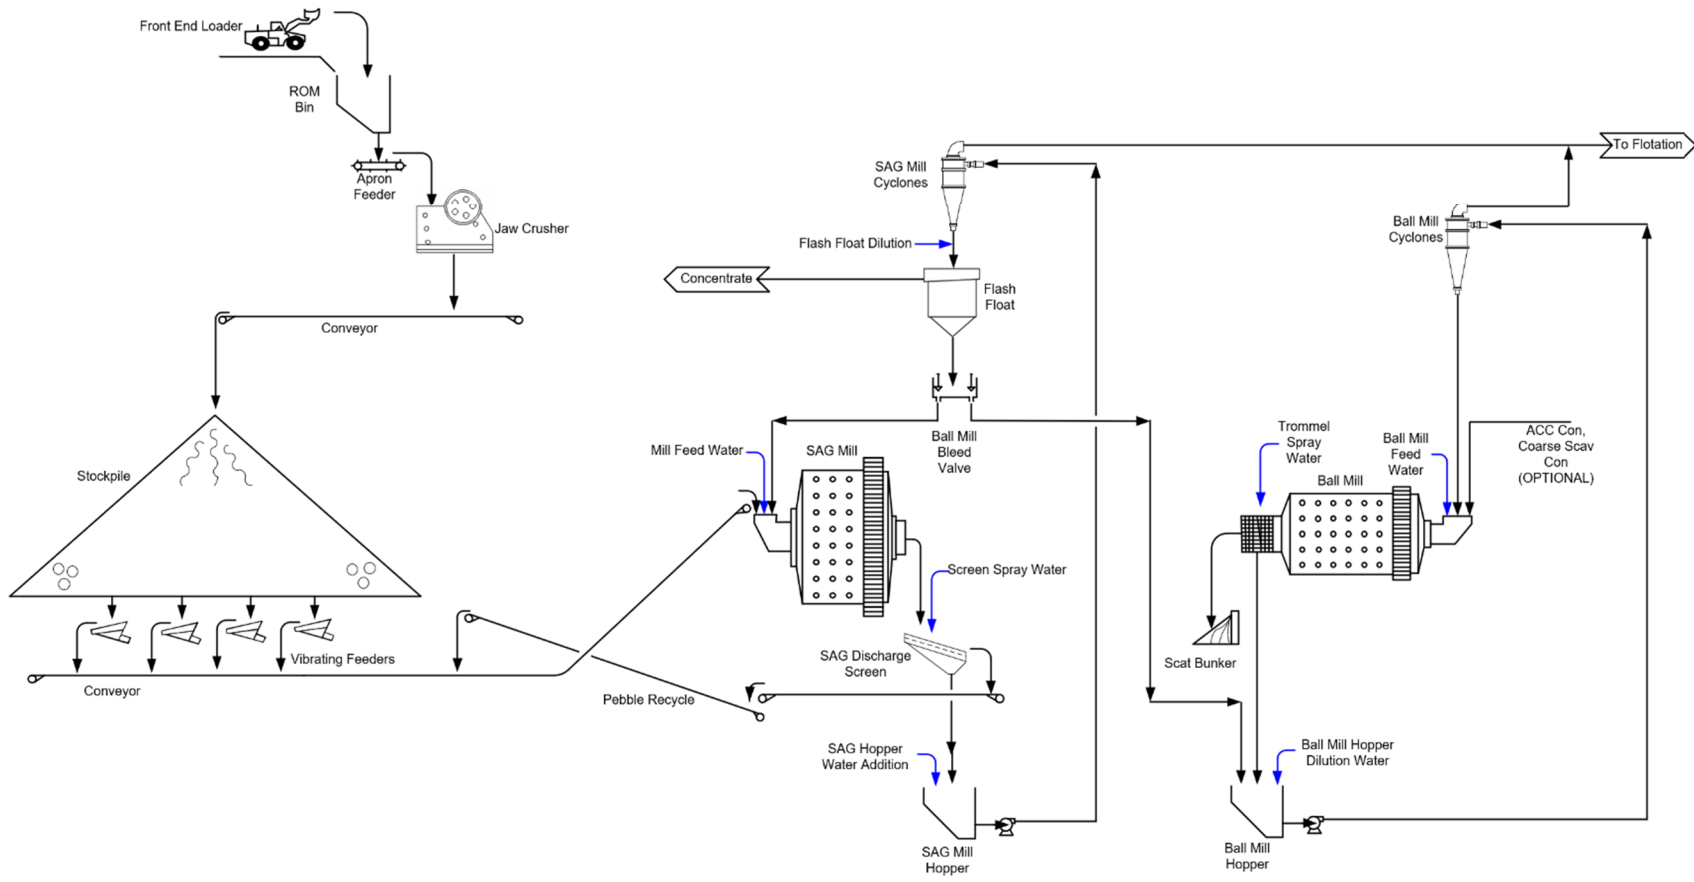 Front End Loader
ROM
Bin
Apron
Feeder
Jaw Crusher
Conveyor
Stockpile
Vibrating Feeders
Conveyor
Pebble Recycle
To Flotation
SAG Mill
Cyclones
Flash Float Dilution
Concentrate
Flash
Float
Ball Mill
Bleed
Valve
Mill Feed Water
SAG Mill
Screen Spray Water
SAG Discharge
Screen
SAG Hopper
Water Addition
SAG Mill
Hopper
Ball Mill
Cyclones
Trommel
Spray
Water
Ball Mill
Feed
Water
ACC Con,
Coarse Scav
Con
(OPTIONAL)
Ball Mill
Scat Bunker
Ball Mill Hopper
Dilution Water
Ball Mill
Hopper